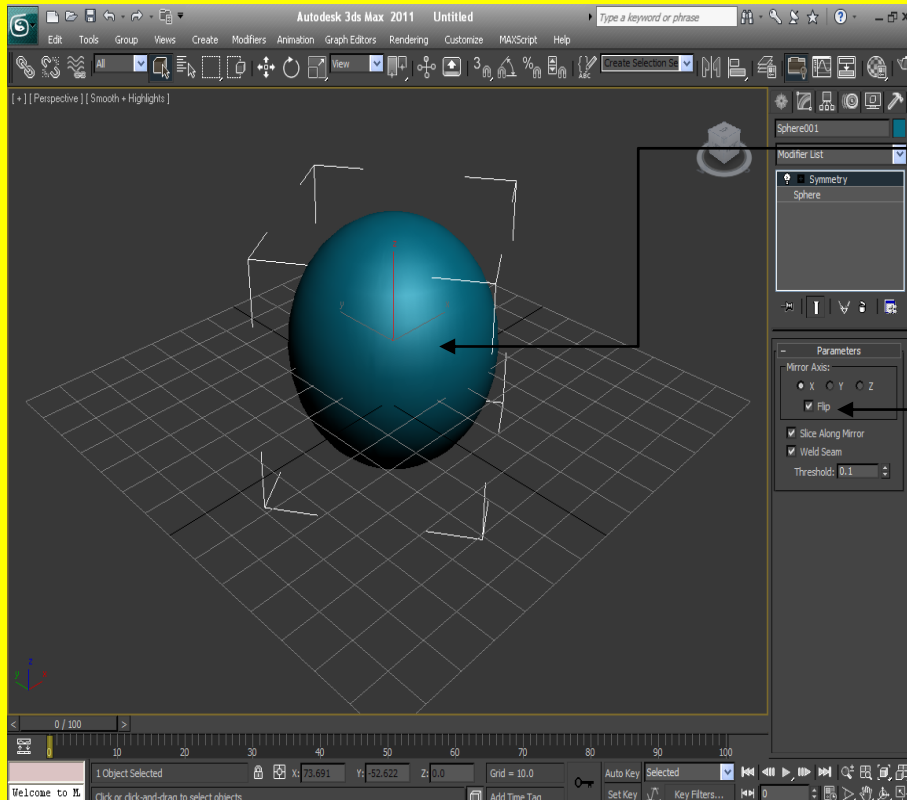 Autodesk 3ds Max 2011 Untitled
Type a keyword or phrase
Edit Tools Group Views Create Modifiers Animation Graph Editors Rendering Customize MAXScript Help
All View 3 Create Selection Se
[ + ] [ Perspective ] [ Smooth + Highlights ]
Sphere001
Modifier List
Symmetry
Sphere
Parameters
Mirror Axis:
X Y Z
Flip
Slice Along Mirror
Weld Seam
Threshold: 0.1
y
z
y
0 / 100
0 10 20 30 40 50 60 70 80 90 100
1 Object Selected X: 73.691 Y: -52.622 Z: 0.0 Grid = 10.0 Auto Key Selected
Welcome to M Click or click-and-drag to select objects Add Time Tag Set Key Key Filters... 0